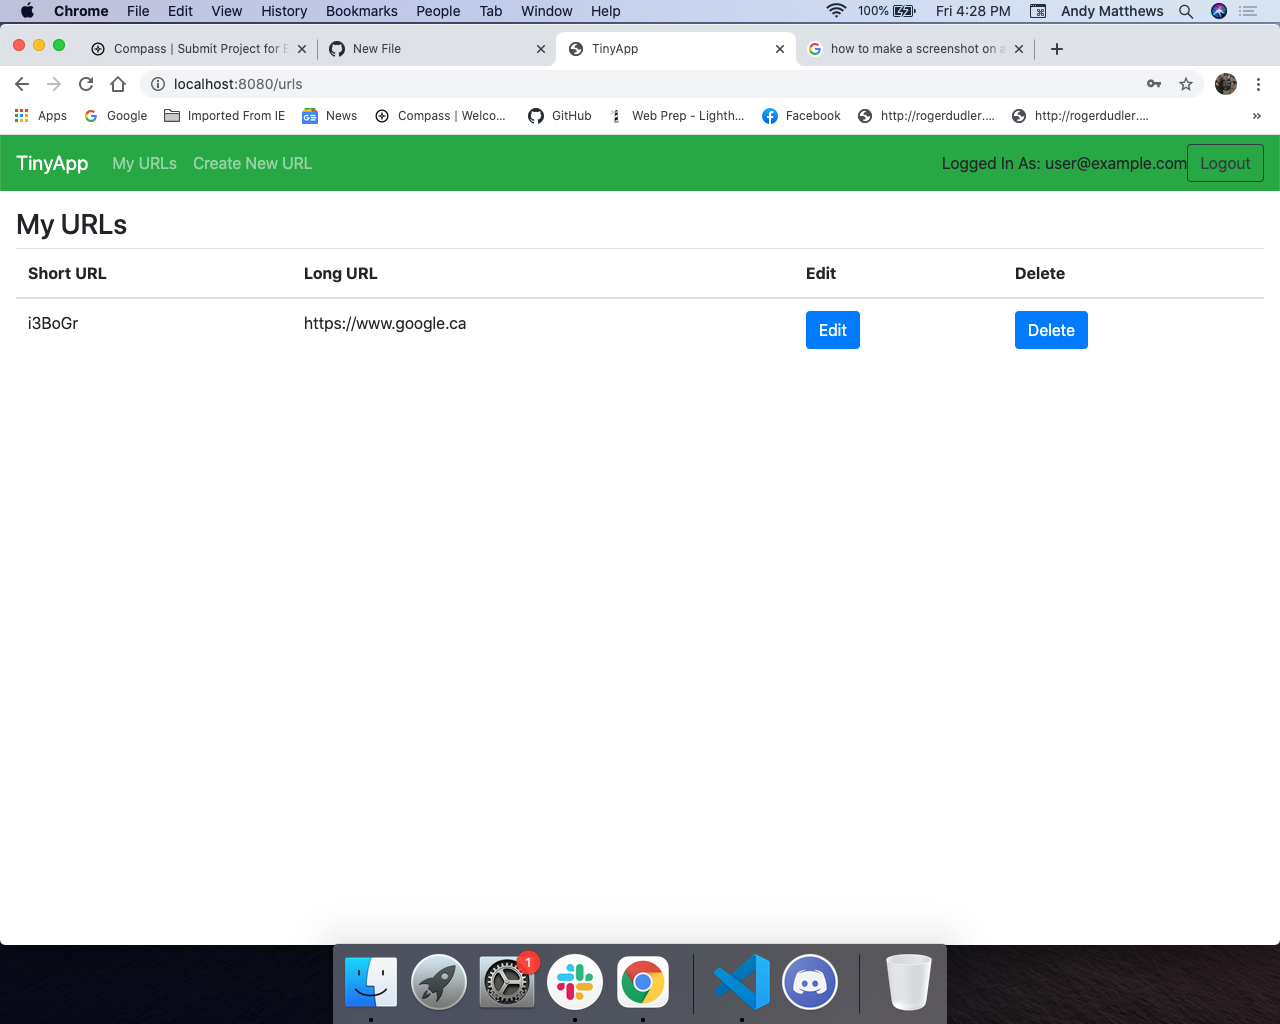 Chrome File Edit View History Bookmarks People Tab Window Help 100% Fri 4:28 PM Andy Matthews
Compass | Submit Project for E New File TinyApp how to make a screenshot on a
localhost:8080/urls
Apps Google Imported From IE News Compass | Welco... GitHub Web Prep - Lighth... Facebook http://rogerdudler.... http://rogerdudler.... »
TinyApp My URLs Create New URL Logged In As: user@example.com Logout
My URLs
Short URL Long URL Edit Delete
i3BoGr https://www.google.ca Edit Delete
1